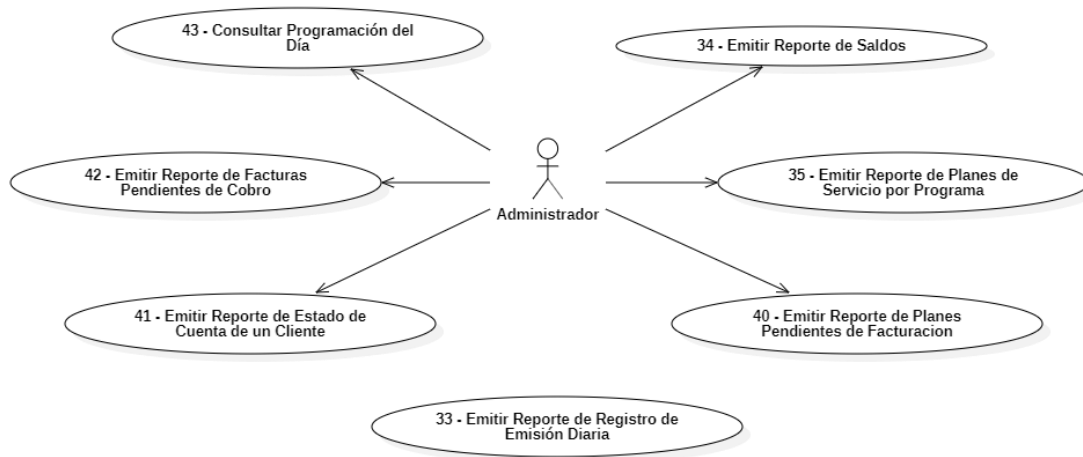 43 - Consultar Programación del
Día
34 - Emitir Reporte de Saldos
42 - Emitir Reporte de Facturas
Pendientes de Cobro
35 - Emitir Reporte de Planes de
Servicio por Programa
Administrador
41 - Emitir Reporte de Estado de
Cuenta de un Cliente
40 - Emitir Reporte de Planes
Pendientes de Facturacion
33 - Emitir Reporte de Registro de
Emisión Diaria